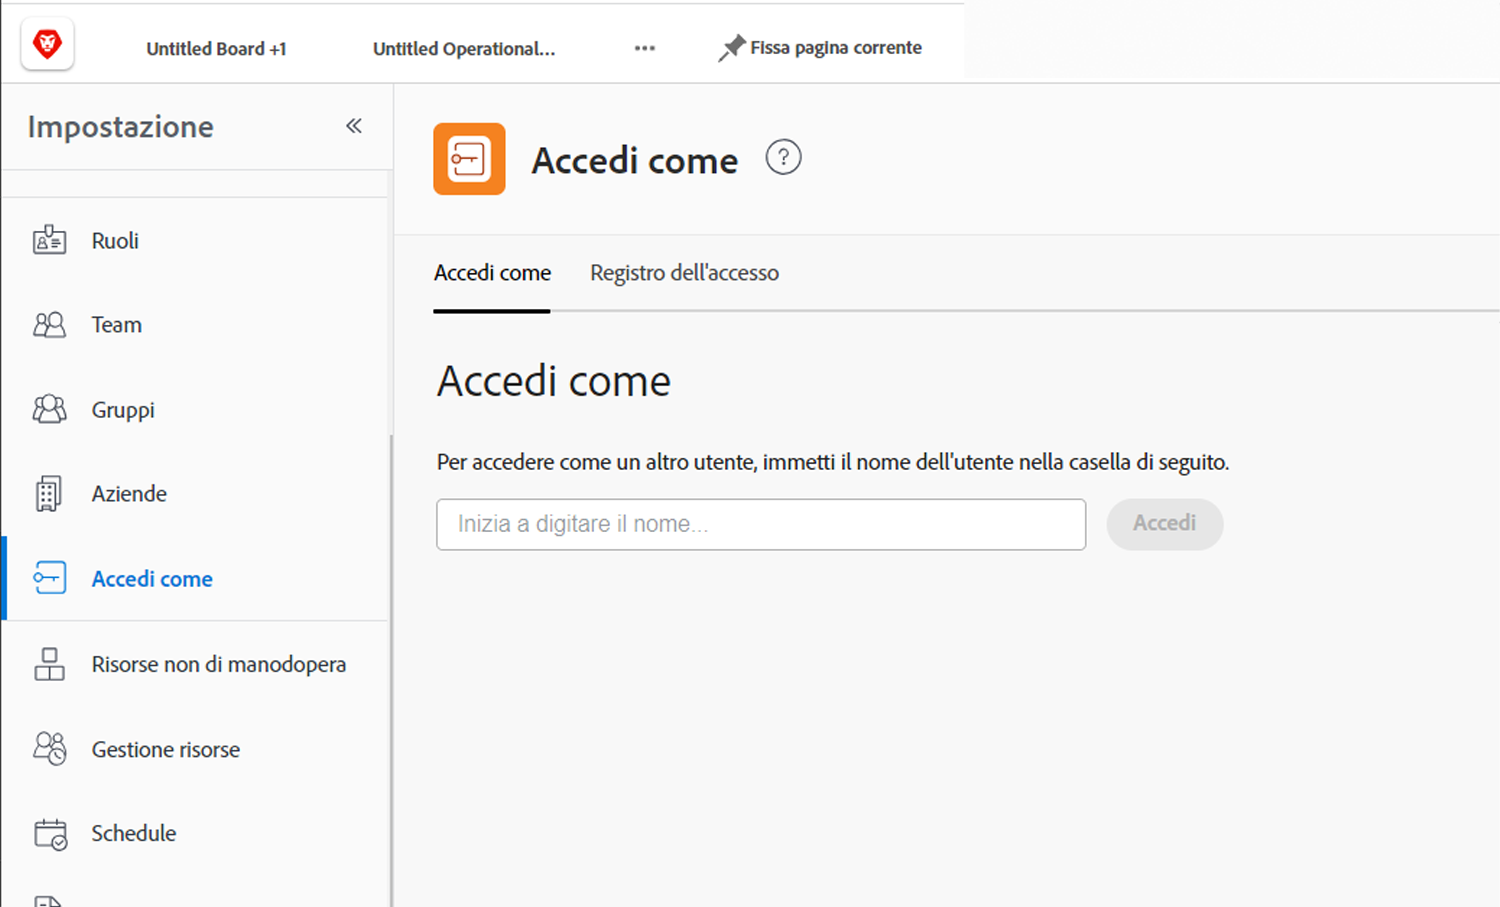 Untitled Board +1
Untitled Operational...
Fissa pagina corrente
Impostazione
Ruoli
Team
Gruppi
Aziende
Accedi come
Risorse non di manodopera
Gestione risorse
Schedule
Accedi come
Accedi come
Registro dell'accesso
Accedi come
Per accedere come un altro utente, immetti il nome dell'utente nella casella di seguito.
Inizia a digitare il nome...
Accedi